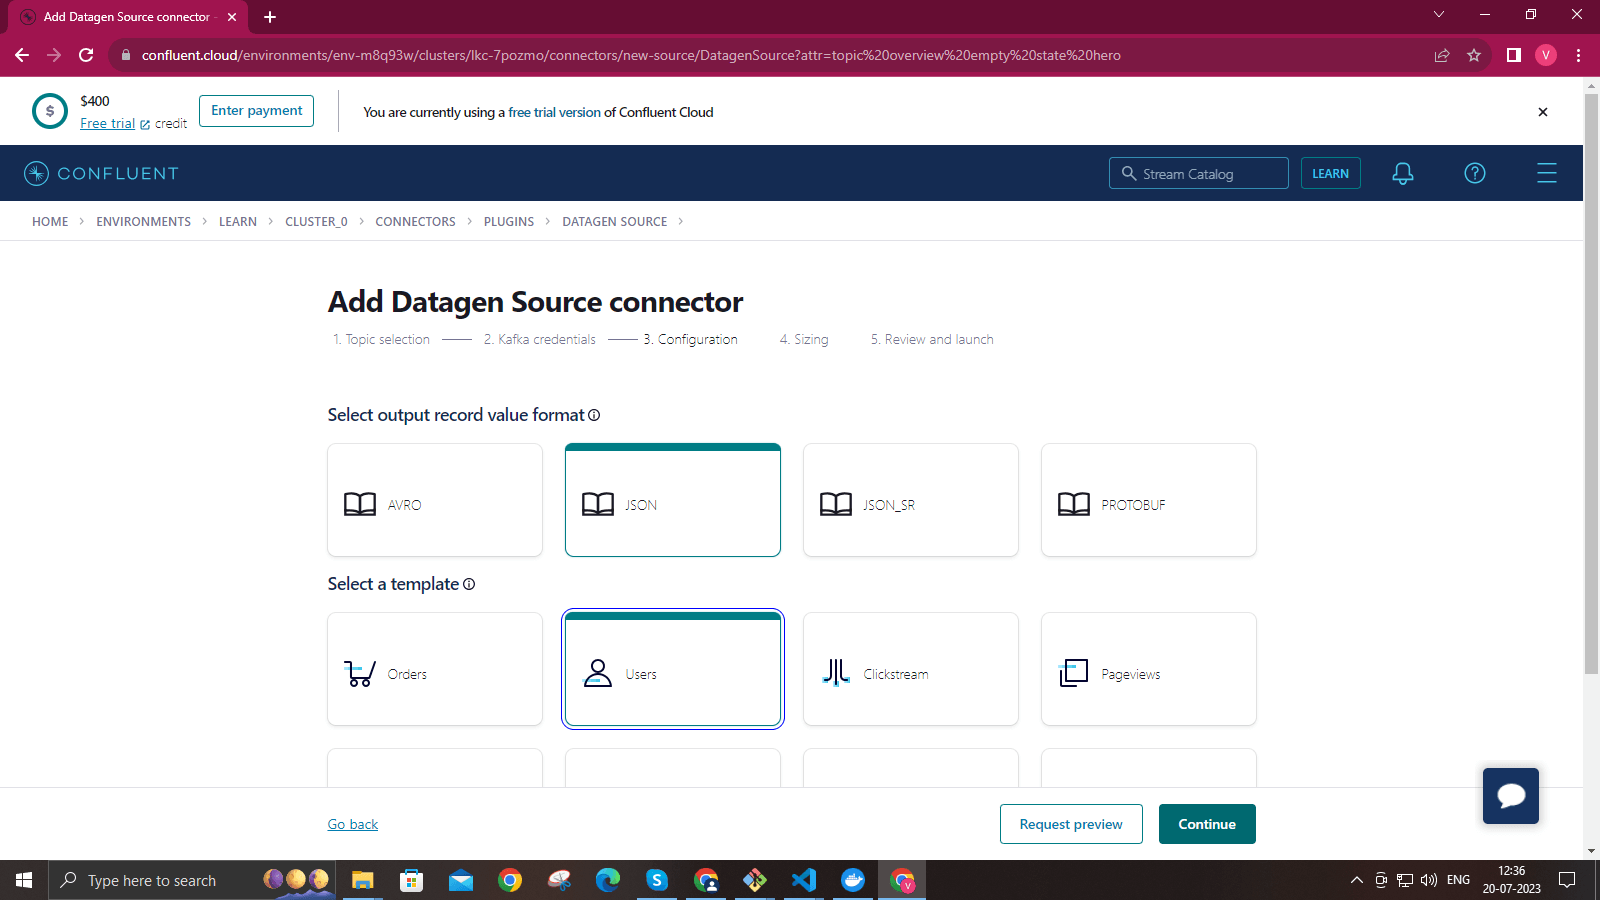 Add Datagen Source connector -
confluent.cloud/environments/env-m8q93w/clusters/lkc-7pozmo/connectors/new-source/DatagenSource?attr=topic%20overview%20empty%20state%20hero
V
$
$400
Free trial credit
Enter payment
You are currently using a free trial version of Confluent Cloud
CONFLUENT
Stream Catalog
LEARN
?
HOME > ENVIRONMENTS > LEARN > CLUSTER_0 > CONNECTORS > PLUGINS > DATAGEN SOURCE >
Add Datagen Source connector
1. Topic selection 2. Kafka credentials 3. Configuration 4. Sizing 5. Review and launch
Select output record value format
AVRO JSON JSON_SR PROTOBUF
Select a template
Orders Users Clickstream Pageviews
Go back Request preview Continue
Type here to search
S
V
ENG
12:36
20-07-2023